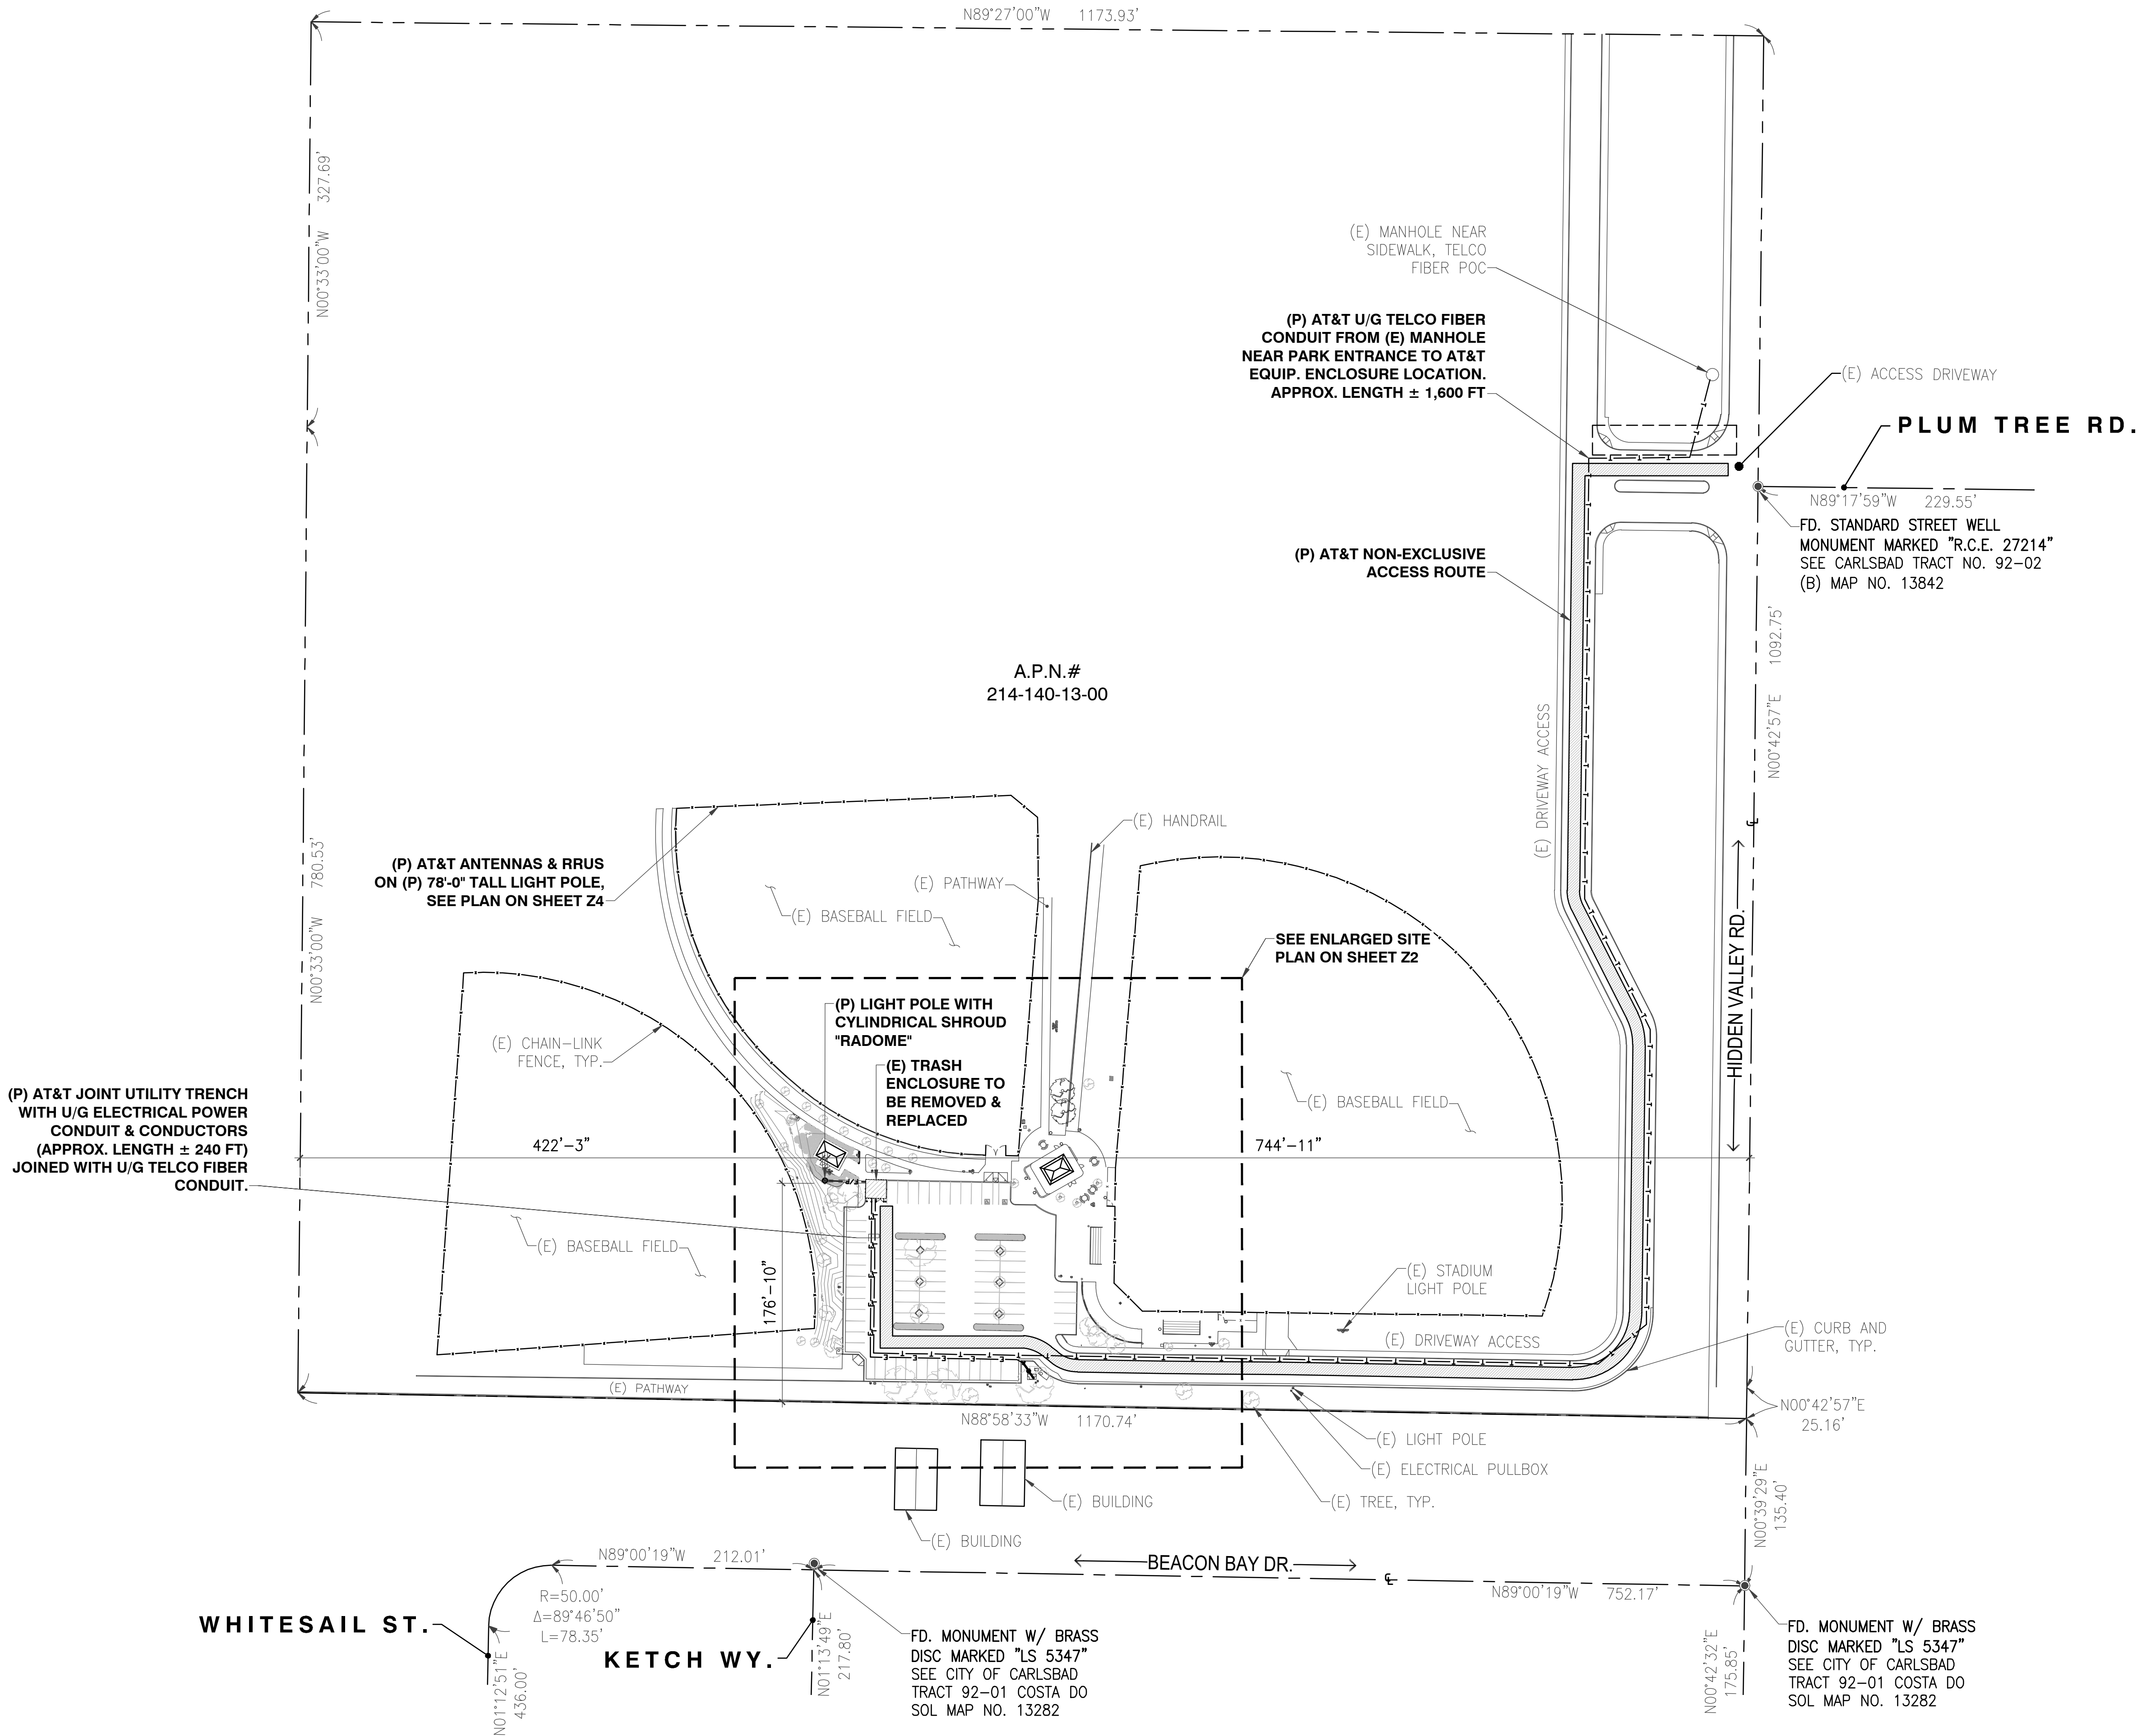 N89°27'00"W 1173.93'
N00°33'00"W 327.69'
(E) MANHOLE NEAR
SIDEWALK, TELCO
FIBER POC
(P) AT&T U/G TELCO FIBER
CONDUIT FROM (E) MANHOLE
NEAR PARK ENTRANCE TO AT&T
EQUIP. ENCLOSURE LOCATION.
APPROX. LENGTH ± 1,600 FT
(E) ACCESS DRIVEWAY
PLUM TREE RD.
N89°17'59"W 229.55'
FD. STANDARD STREET WELL
MONUMENT MARKED "R.C.E. 27214"
SEE CARLSBAD TRACT NO. 92-02
(B) MAP NO. 13842
(P) AT&T NON-EXCLUSIVE
ACCESS ROUTE
N00°42'57"E 1092.75'
A.P.N.#
214-140-13-00
(E) DRIVEWAY ACCESS
(E) HANDRAIL
(P) AT&T ANTENNAS & RRUS
ON (P) 78'-0" TALL LIGHT POLE,
SEE PLAN ON SHEET Z4
N00°33'00"W 780.53'
(E) PATHWAY
(E) BASEBALL FIELD
SEE ENLARGED SITE
PLAN ON SHEET Z2
HIDDEN VALLEY RD.
(P) LIGHT POLE WITH
CYLINDRICAL SHROUD
"RADOME"
(E) CHAIN-LINK
FENCE, TYP.
(E) TRASH
ENCLOSURE TO
BE REMOVED &
REPLACED
(P) AT&T JOINT UTILITY TRENCH
WITH U/G ELECTRICAL POWER
CONDUIT & CONDUCTORS
(APPROX. LENGTH ± 240 FT)
JOINED WITH U/G TELCO FIBER
CONDUIT.
(E) BASEBALL FIELD
422'-3"
744'-11"
(E) BASEBALL FIELD
176'-10"
(E) STADIUM
LIGHT POLE
(E) DRIVEWAY ACCESS
(E) CURB AND
GUTTER, TYP.
(E) PATHWAY
N88°58'33"W 1170.74'
N00°42'57"E
25.16'
(E) LIGHT POLE
(E) ELECTRICAL PULLBOX
(E) TREE, TYP.
(E) BUILDING
(E) BUILDING
N00°39'29"E
135.40'
N89°00'19"W 212.01'
BEACON BAY DR.
N89°00'19"W 752.17'
R=50.00'
Δ=89°46'50"
L=78.35'
WHITESAIL ST.
KETCH WY.
N01°12'51"E
436.00'
N01°13'49"E
217.80'
FD. MONUMENT W/ BRASS
DISC MARKED "LS 5347"
SEE CITY OF CARLSBAD
TRACT 92-01 COSTA DO
SOL MAP NO. 13282
N00°42'32"E
175.85'
FD. MONUMENT W/ BRASS
DISC MARKED "LS 5347"
SEE CITY OF CARLSBAD
TRACT 92-01 COSTA DO
SOL MAP NO. 13282